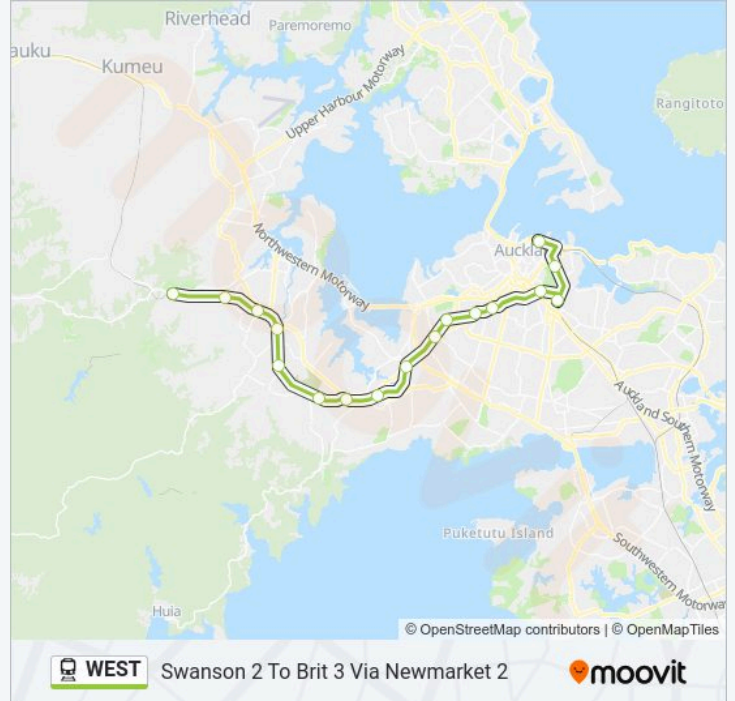 Riverhead
Paremoremo
auku
Kumeu
Upper Harbour Motorway
Rangitoto
Northwestern Motorway
Auckla
Auckland Southern Motorway
Puketutu Island
Southwestern Motorway
Huia
© OpenStreetMap contributors | © OpenMapTiles
WEST Swanson 2 To Brit 3 Via Newmarket 2 moovit